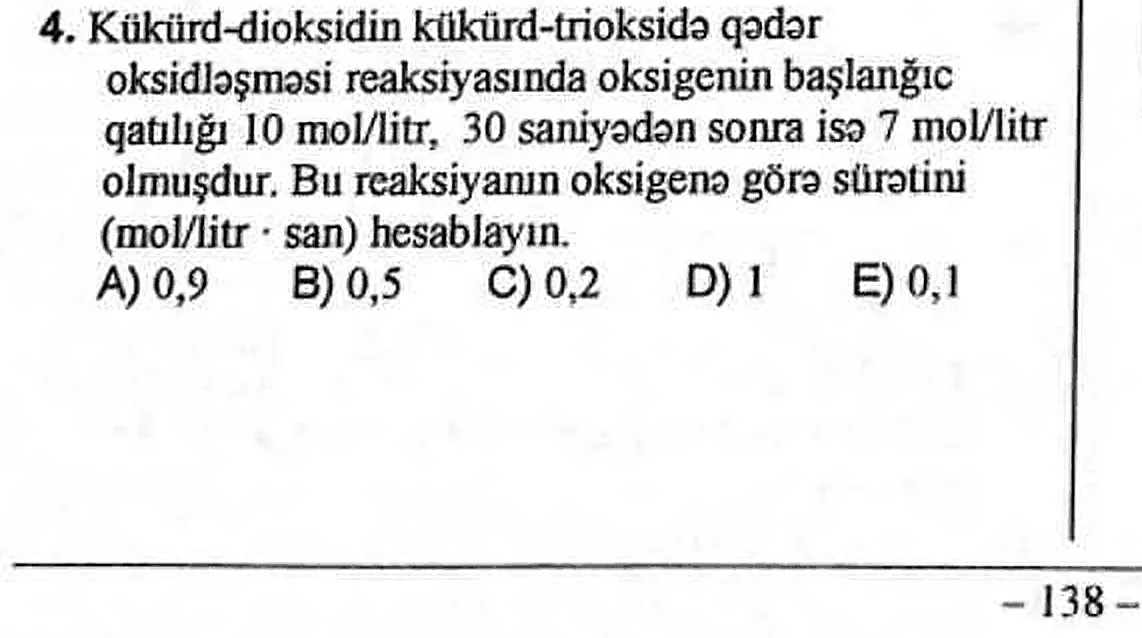 4. Kükürd-dioksidin kükürd-trioksidə qədər
oksidləşməsi reaksiyasında oksigenin başlanğıc
qatılığı 10 mol/litr, 30 saniyədən sonra isə 7 mol/litr
olmuşdur. Bu reaksiyanın oksigenə görə sürətini
(mol/litr · san) hesablayın.
A) 0,9 B) 0,5 C) 0,2 D) 1 E) 0,1
– 138 –